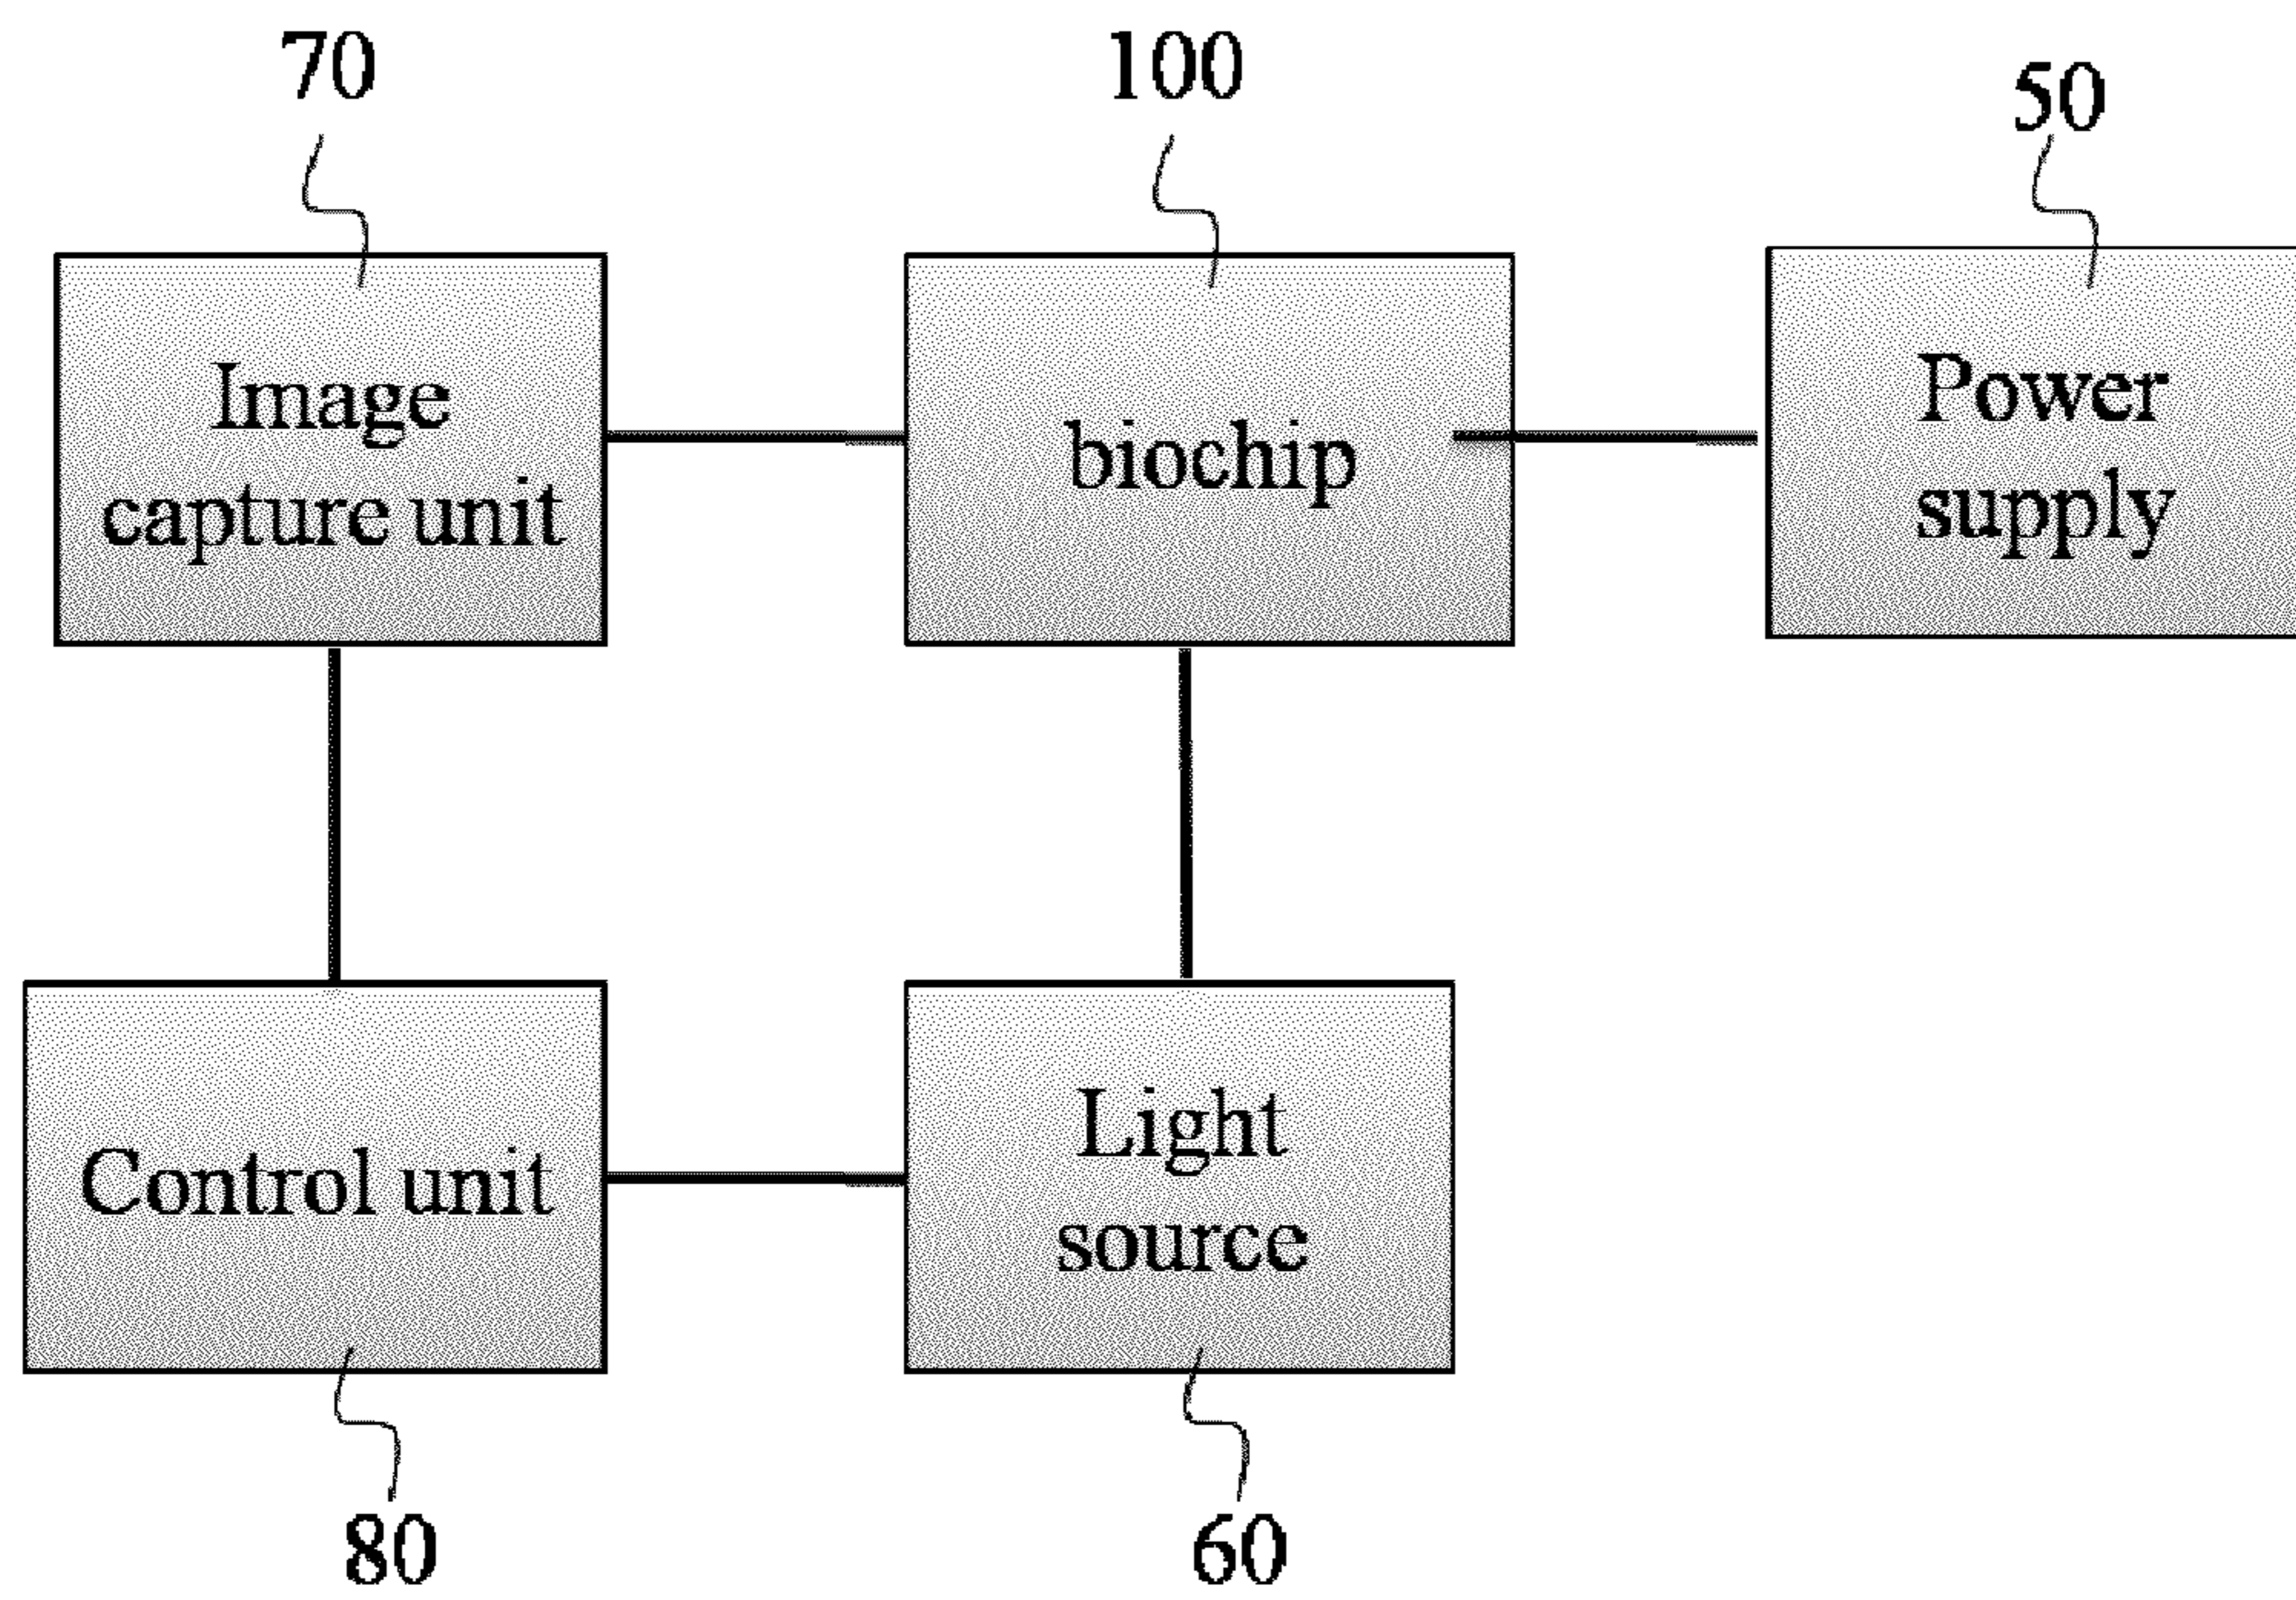 70
100
50
Image
capture unit
biochip
Power
supply
Control unit
Light
source
80
60